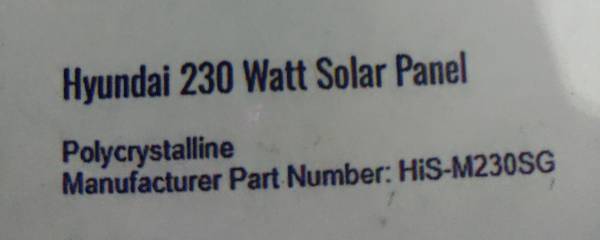 Hyundai 230 Watt Solar Panel
Polycrystalline
Manufacturer Part Number: HiS-M230SG